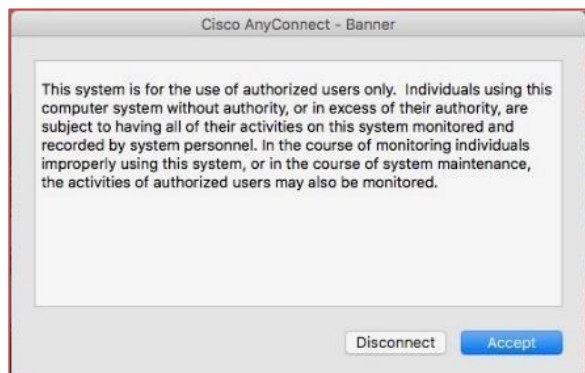 Cisco AnyConnect - Banner
This system is for the use of authorized users only.  Individuals using this
computer system without authority, or in excess of their authority, are
subject to having all of their activities on this system monitored and
recorded by system personnel. In the course of monitoring individuals
improperly using this system, or in the course of system maintenance,
the activities of authorized users may also be monitored.
Disconnect
Accept